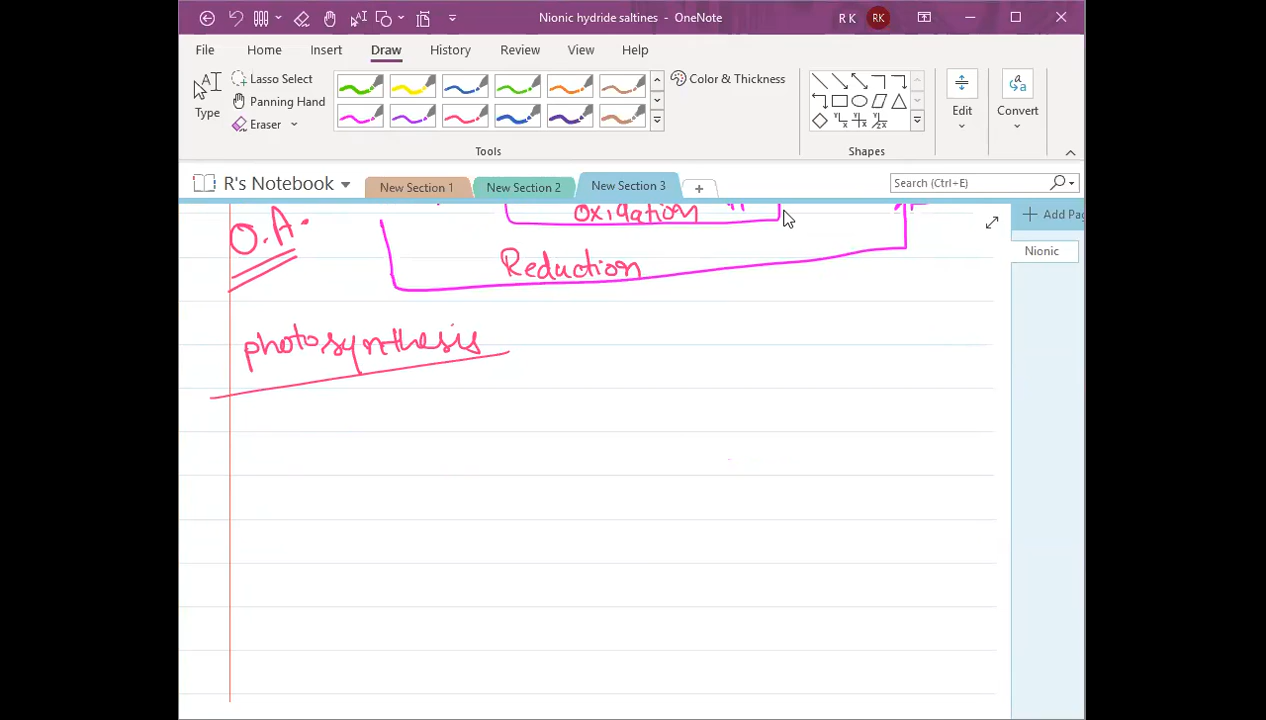 Nionic hydride saltines - OneNote
R K
RK
File
Home
Insert
Draw
History
Review
View
Help
Type
Lasso Select
Panning Hand
Eraser
Color & Thickness
Edit
Convert
Tools
Shapes
R's Notebook
New Section 1
New Section 2
New Section 3
Search (Ctrl+E)
Add Pag
Nionic
Oxidation
O.A.
Reduction
photosynthesis